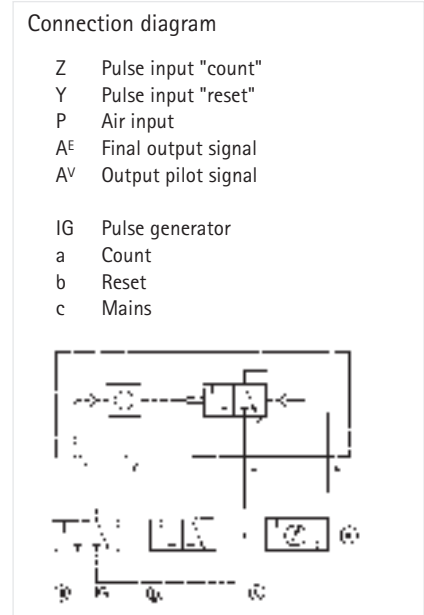 Connection diagram
Z Pulse input "count"
Y Pulse input "reset"
P Air input
Aᴱ Final output signal
Aⱽ Output pilot signal
IG Pulse generator
a Count
b Reset
c Mains